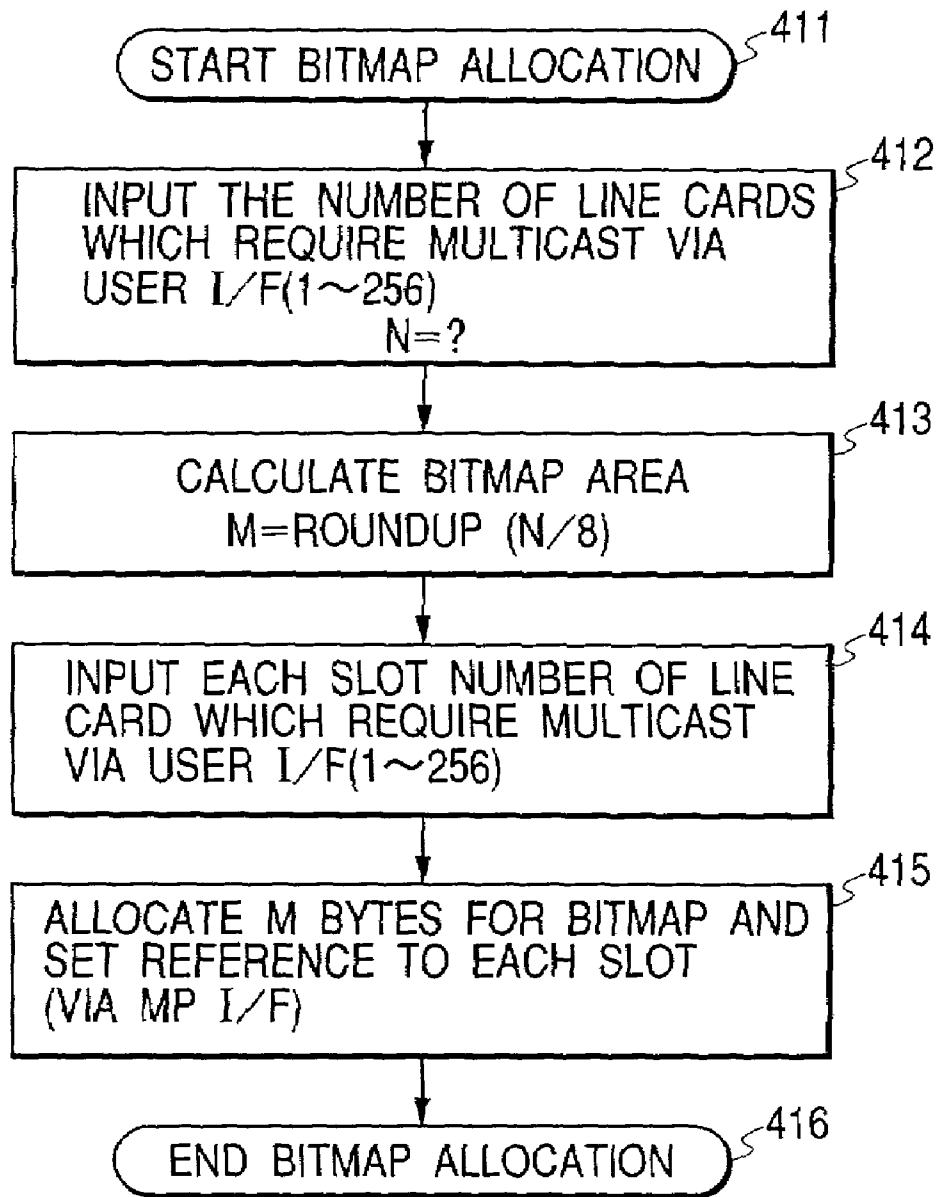 START BITMAP ALLOCATION
411
412
INPUT THE NUMBER OF LINE CARDS
WHICH REQUIRE MULTICAST VIA
USER I/F(1~256)
N=?
413
CALCULATE BITMAP AREA
M=ROUNDUP (N/8)
414
INPUT EACH SLOT NUMBER OF LINE
CARD WHICH REQUIRE MULTICAST
VIA USER I/F(1~256)
415
ALLOCATE M BYTES FOR BITMAP AND
SET REFERENCE TO EACH SLOT
(VIA MP I/F)
END BITMAP ALLOCATION
416